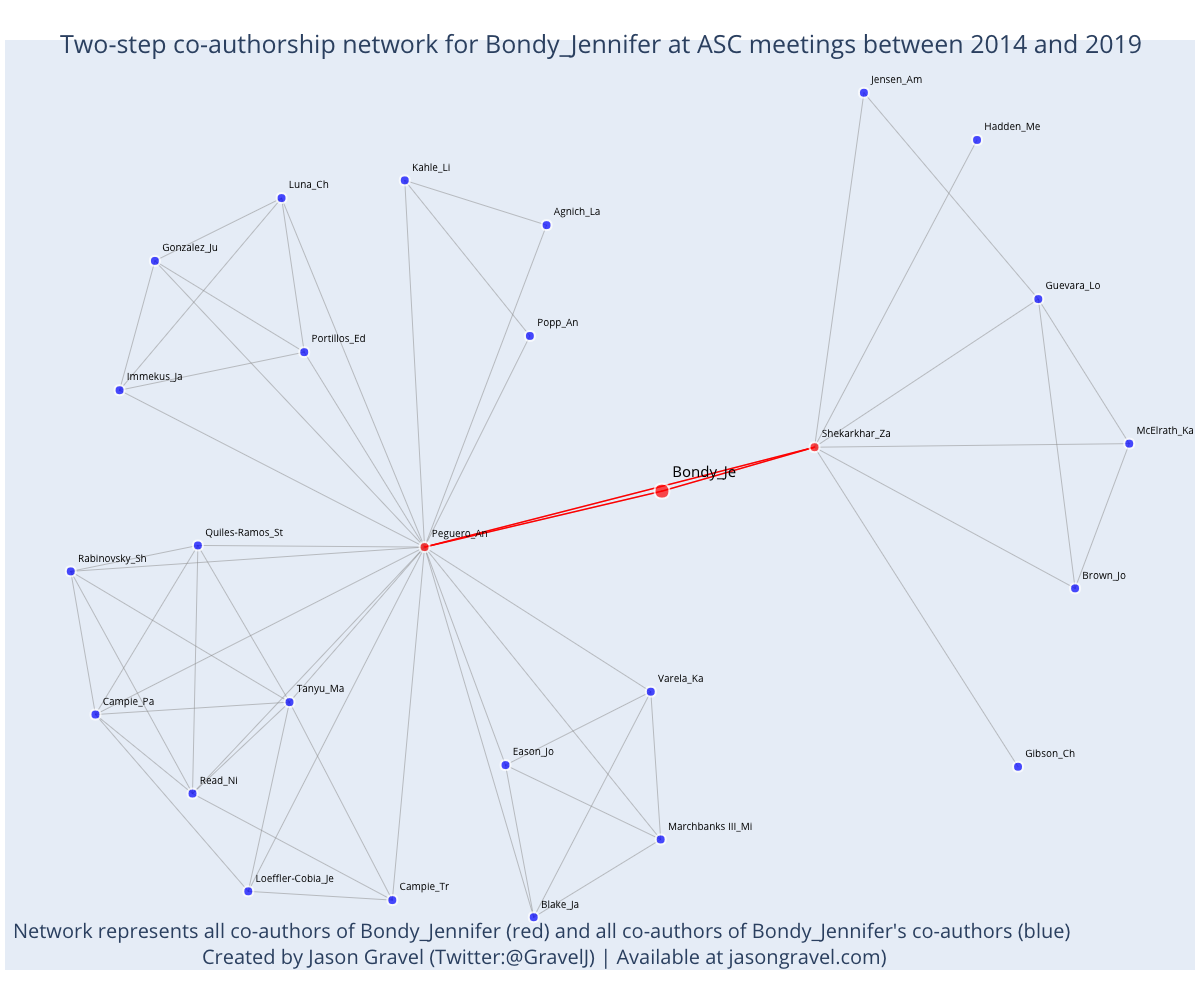 Two-step co-authorship network for Bondy_Jennifer at ASC meetings between 2014 and 2019
Jensen_Am
Hadden_Me
Kahle_Li
Luna_Ch
Agnich_La
Gonzalez_Ju
Guevara_Lo
Popp_An
Portillos_Ed
Immekus_Ja
McElrath_Ka
Shekarkhar_Za
Bondy_Je
Peguero_An
Quiles-Ramos_St
Rabinovsky_Sh
Brown_Jo
Varela_Ka
Tanyu_Ma
Campie_Pa
Eason_Jo
Gibson_Ch
Read_Ni
Marchbanks III_Mi
Loeffler-Cobia_Je
Campie_Tr
Blake_Ja
Network represents all co-authors of Bondy_Jennifer (red) and all co-authors of Bondy_Jennifer's co-authors (blue)
Created by Jason Gravel (Twitter:@GravelJ) | Available at jasongravel.com)